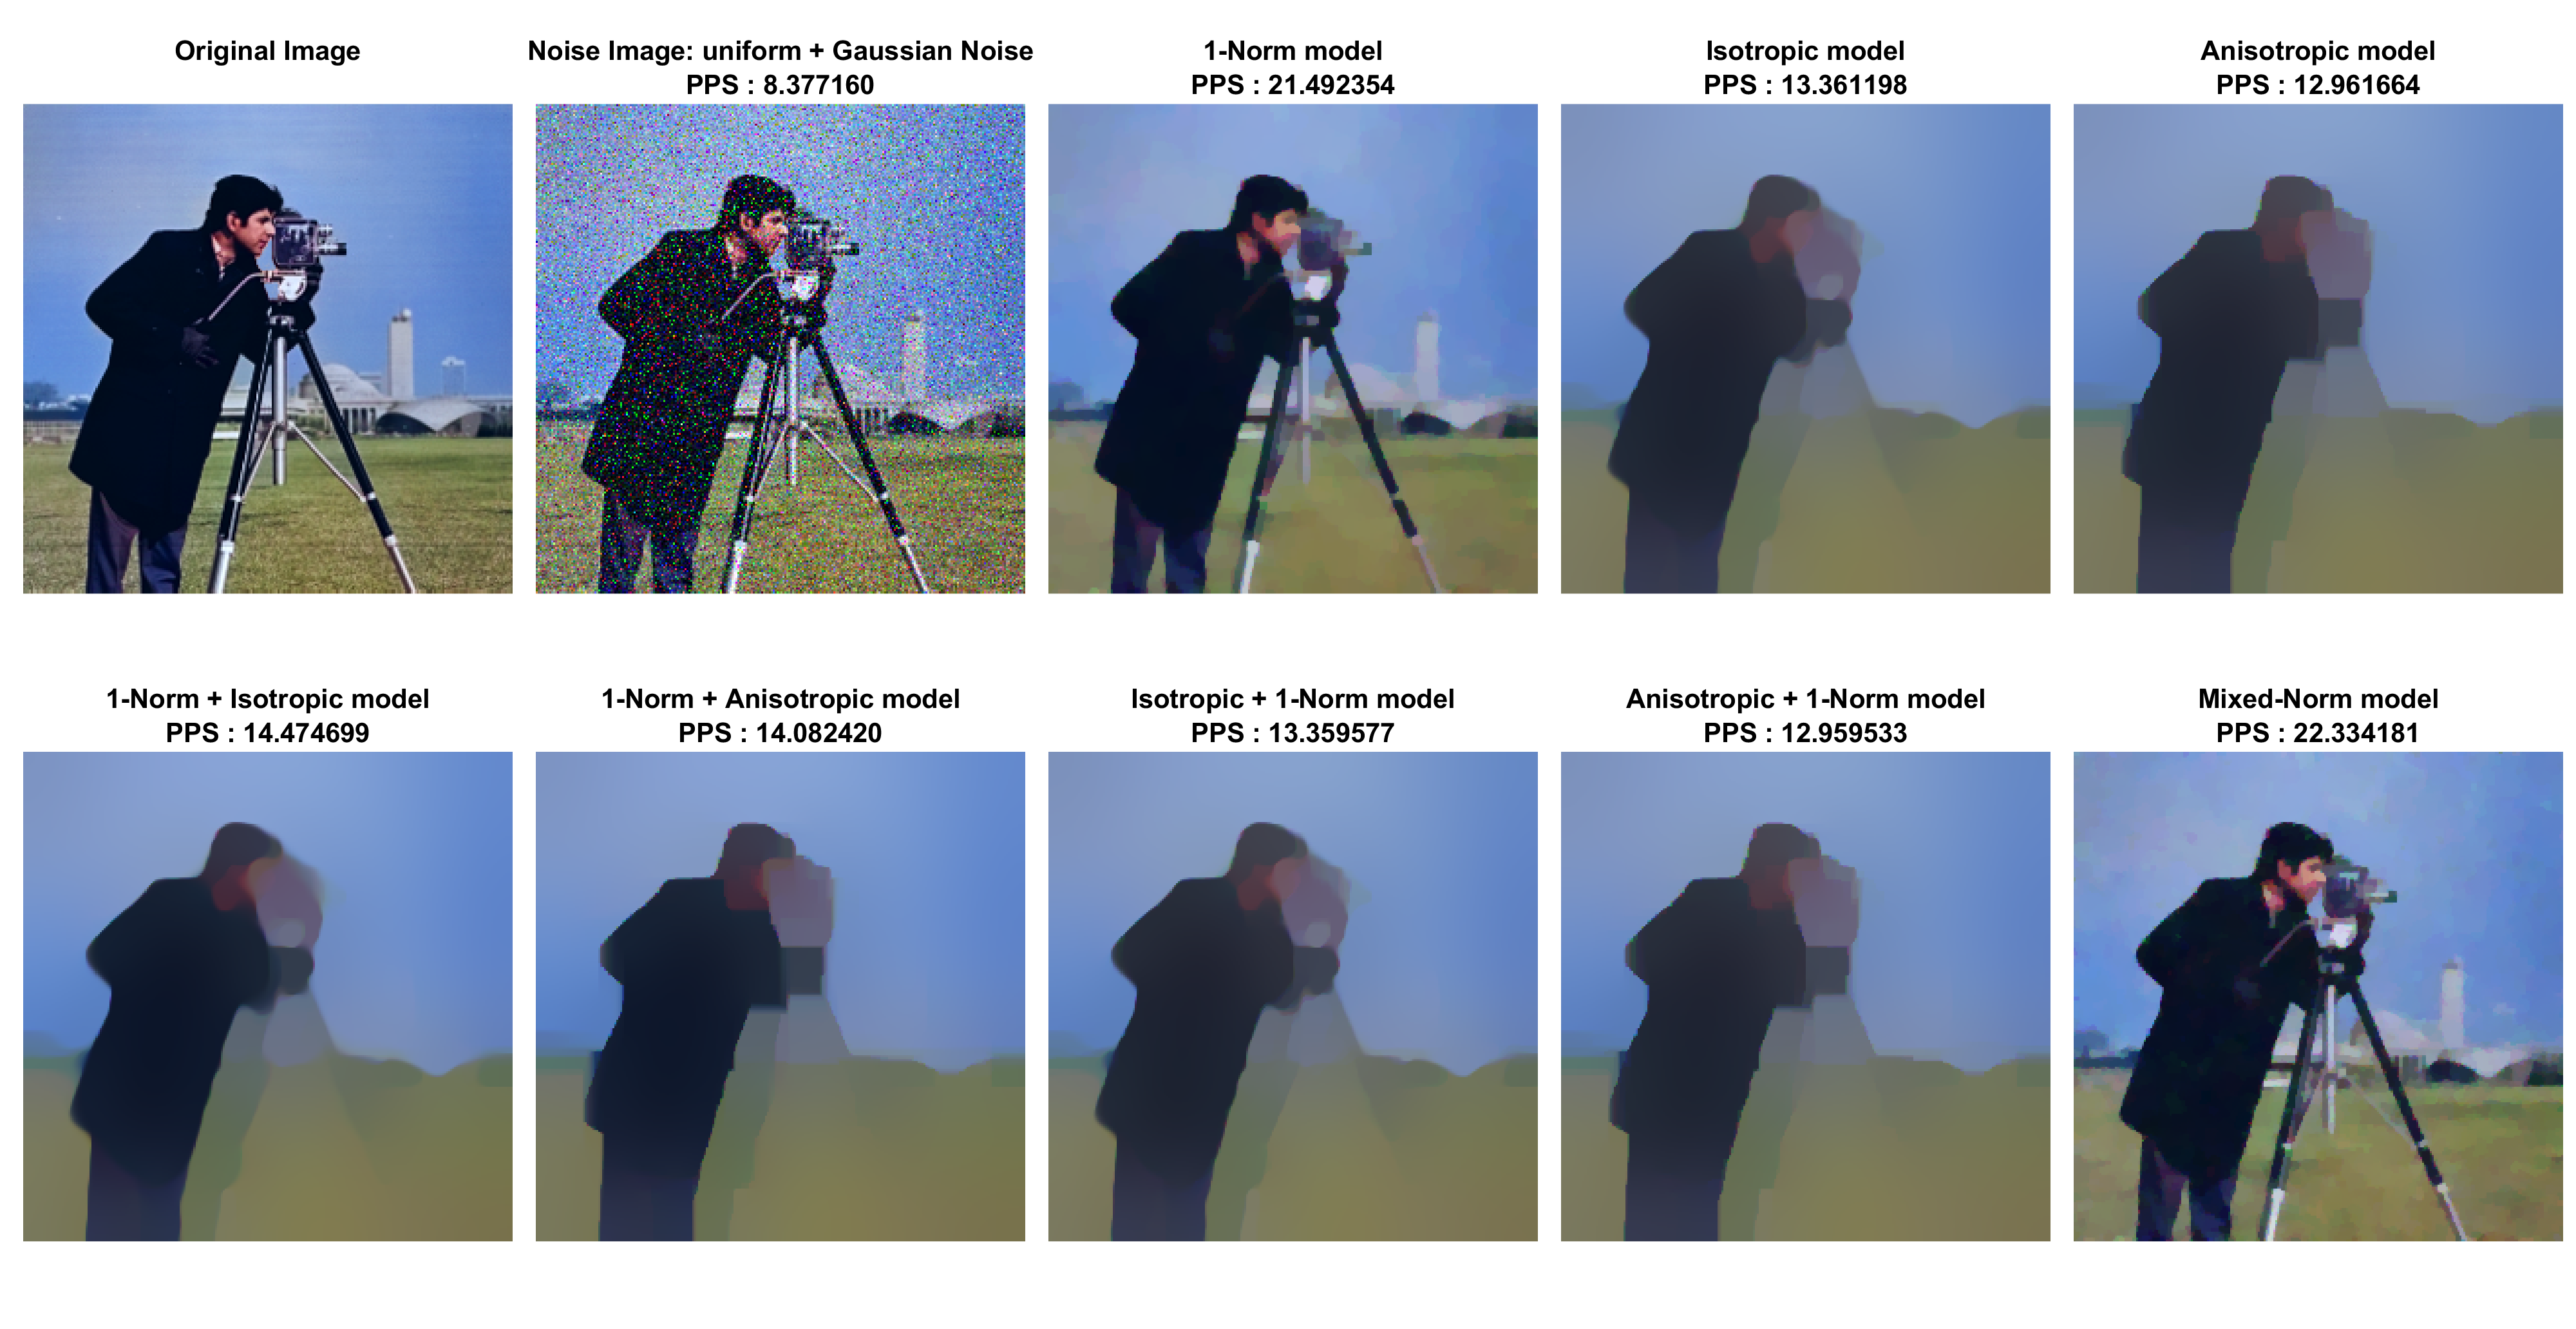 Original Image
Noise Image: uniform + Gaussian Noise
PPS : 8.377160
1-Norm model
PPS : 21.492354
Isotropic model
PPS : 13.361198
Anisotropic model
PPS : 12.961664
1-Norm + Isotropic model
PPS : 14.474699
1-Norm + Anisotropic model
PPS : 14.082420
Isotropic + 1-Norm model
PPS : 13.359577
Anisotropic + 1-Norm model
PPS : 12.959533
Mixed-Norm model
PPS : 22.334181